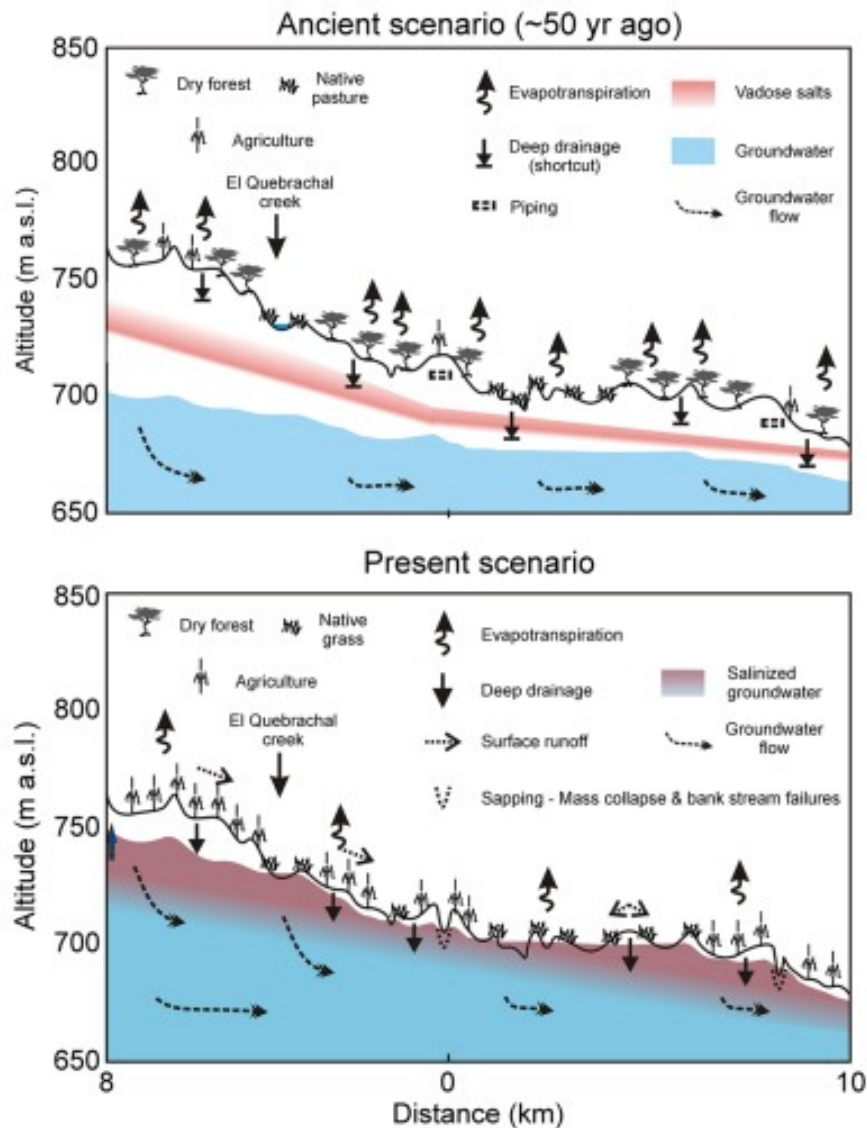 Ancient scenario (~50 yr ago)
850
800
750
700
650
Altitude (m a.s.l.)
Dry forest
Native
pasture
Agriculture
El Quebrachal
creek
Evapotranspiration
Deep drainage
(shortcut)
Piping
Vadose salts
Groundwater
Groundwater
flow
Present scenario
850
800
750
700
650
Altitude (m a.s.l.)
Dry forest
Native
grass
Agriculture
El Quebrachal
creek
Evapotranspiration
Deep drainage
Surface runoff
Sapping - Mass collapse & bank stream failures
Salinized
groundwater
Groundwater
flow
8
0
10
Distance (km)